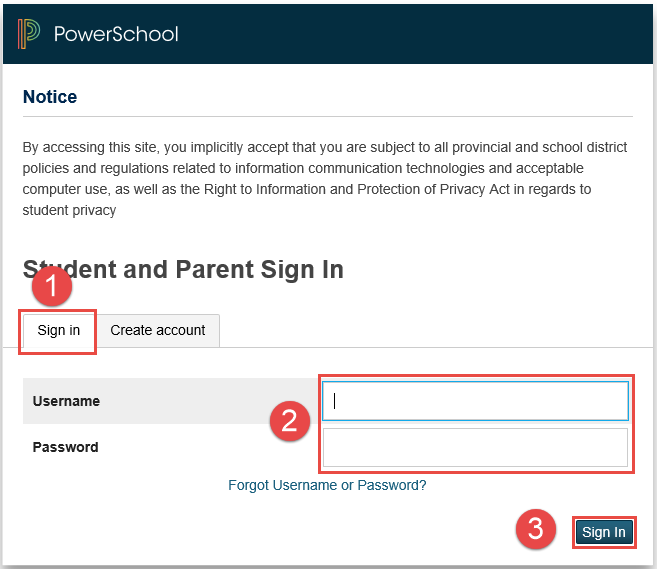 PowerSchool
Notice
By accessing this site, you implicitly accept that you are subject to all provincial and school district
policies and regulations related to information communication technologies and acceptable
computer use, as well as the Right to Information and Protection of Privacy Act in regards to
student privacy
Student and Parent Sign In
1
Sign in Create account
Username
2
Password
Forgot Username or Password?
3 Sign In